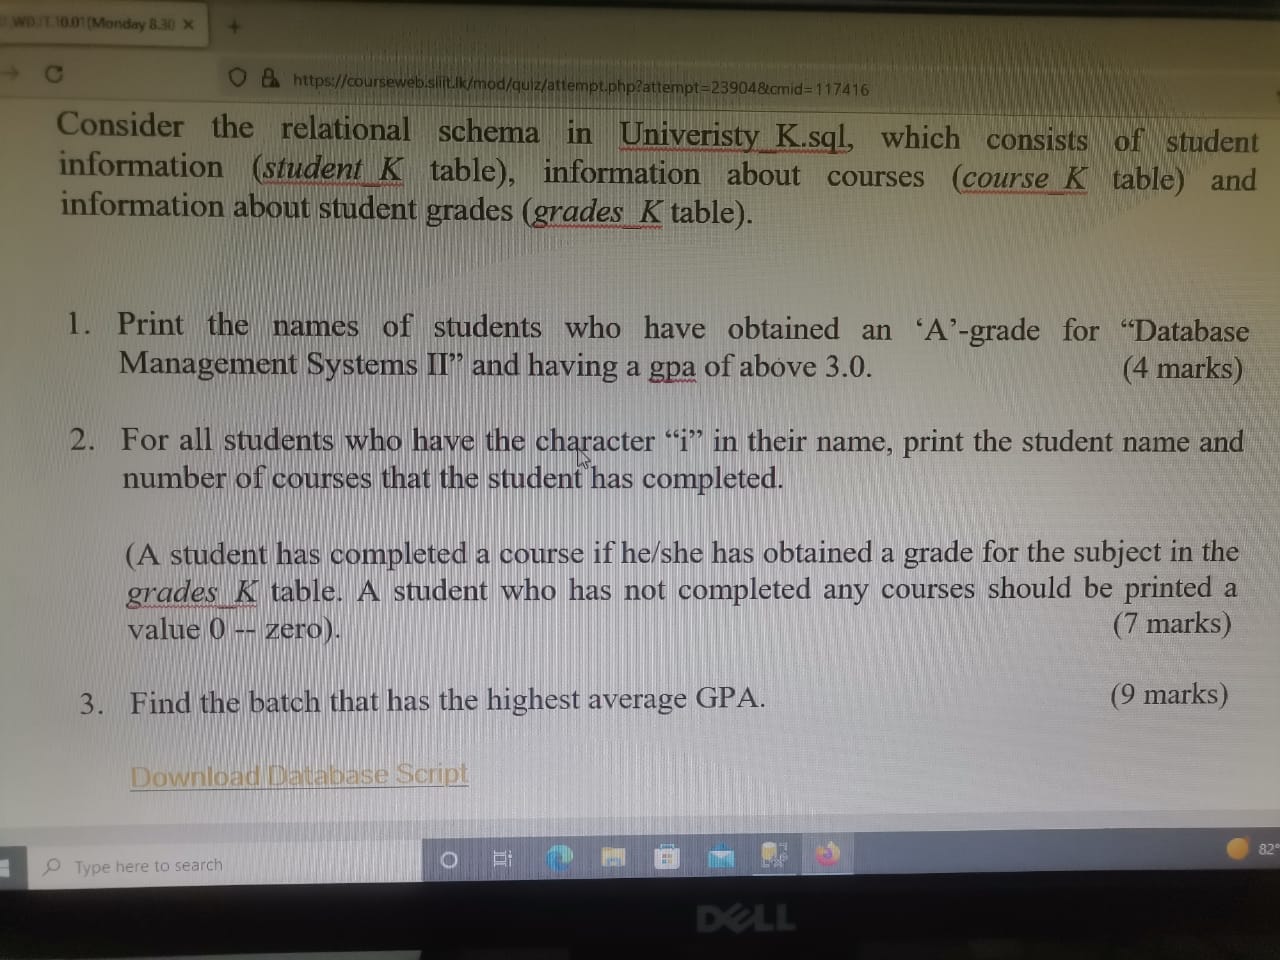 WD.IT.10.01 (Monday 8.30
https://courseweb.sliit.lk/mod/quiz/attempt.php?attempt=23904&cmid=117416
Consider the relational schema in Univeristy_K.sql, which consists of student
information (student_K table), information about courses (course_K table) and
information about student grades (grades_K table).
1. Print the names of students who have obtained an ‘A’-grade for “Database
Management Systems II” and having a gpa of above 3.0. (4 marks)
2. For all students who have the character “i” in their name, print the student name and
number of courses that the student has completed.
(A student has completed a course if he/she has obtained a grade for the subject in the
grades_K table. A student who has not completed any courses should be printed a
value 0 -- zero). (7 marks)
3. Find the batch that has the highest average GPA. (9 marks)
Download Database Script
Type here to search
82°
DELL